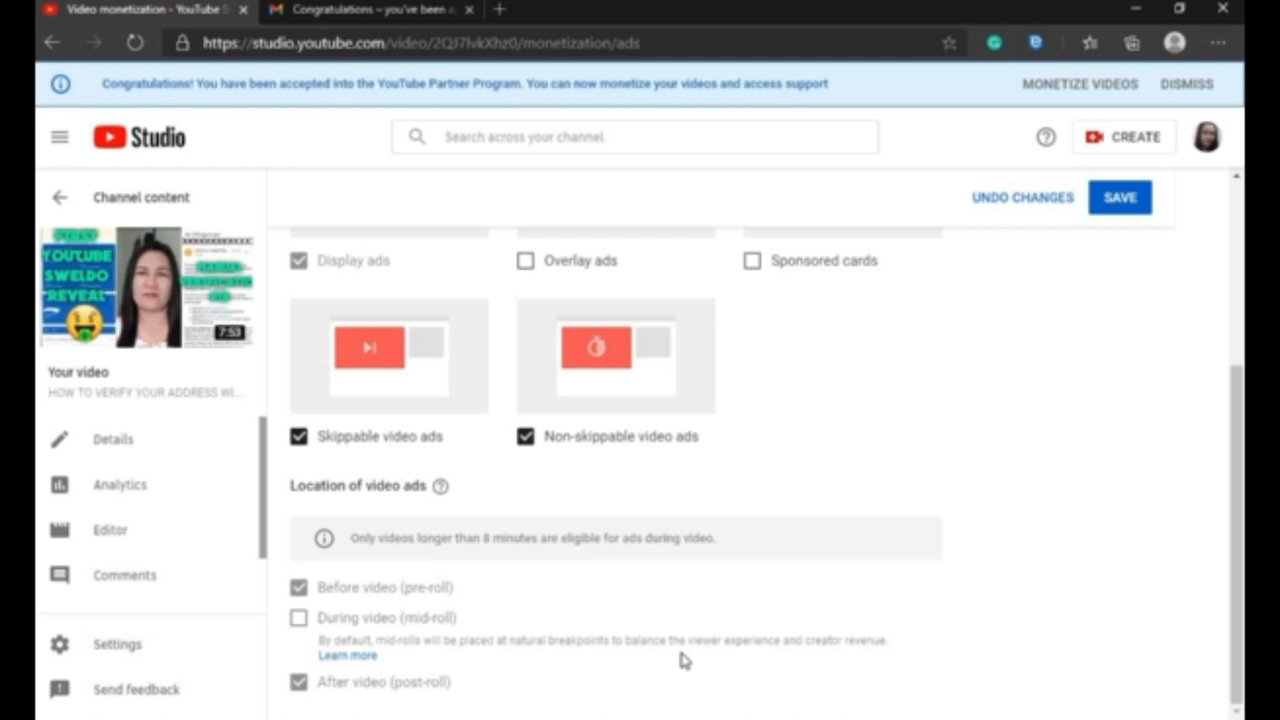 Video monetization - YouTube S
Congratulations – you've been a
https://studio.youtube.com/video/2QJ7lvkXhz0/monetization/ads
Congratulations! You have been accepted into the YouTube Partner Program. You can now monetize your videos and access support
MONETIZE VIDEOS
DISMISS
Studio
Search across your channel
CREATE
Channel content
UNDO CHANGES
SAVE
FIRST
YOUTUBE
SWELDO
REVEAL
7:53
Display ads
Overlay ads
Sponsored cards
Your video
HOW TO VERIFY YOUR ADDRESS WI...
Skippable video ads
Non-skippable video ads
Details
Analytics
Editor
Comments
Settings
Send feedback
Location of video ads
Only videos longer than 8 minutes are eligible for ads during video.
Before video (pre-roll)
During video (mid-roll)
By default, mid-rolls will be placed at natural breakpoints to balance the viewer experience and creator revenue.
Learn more
After video (post-roll)